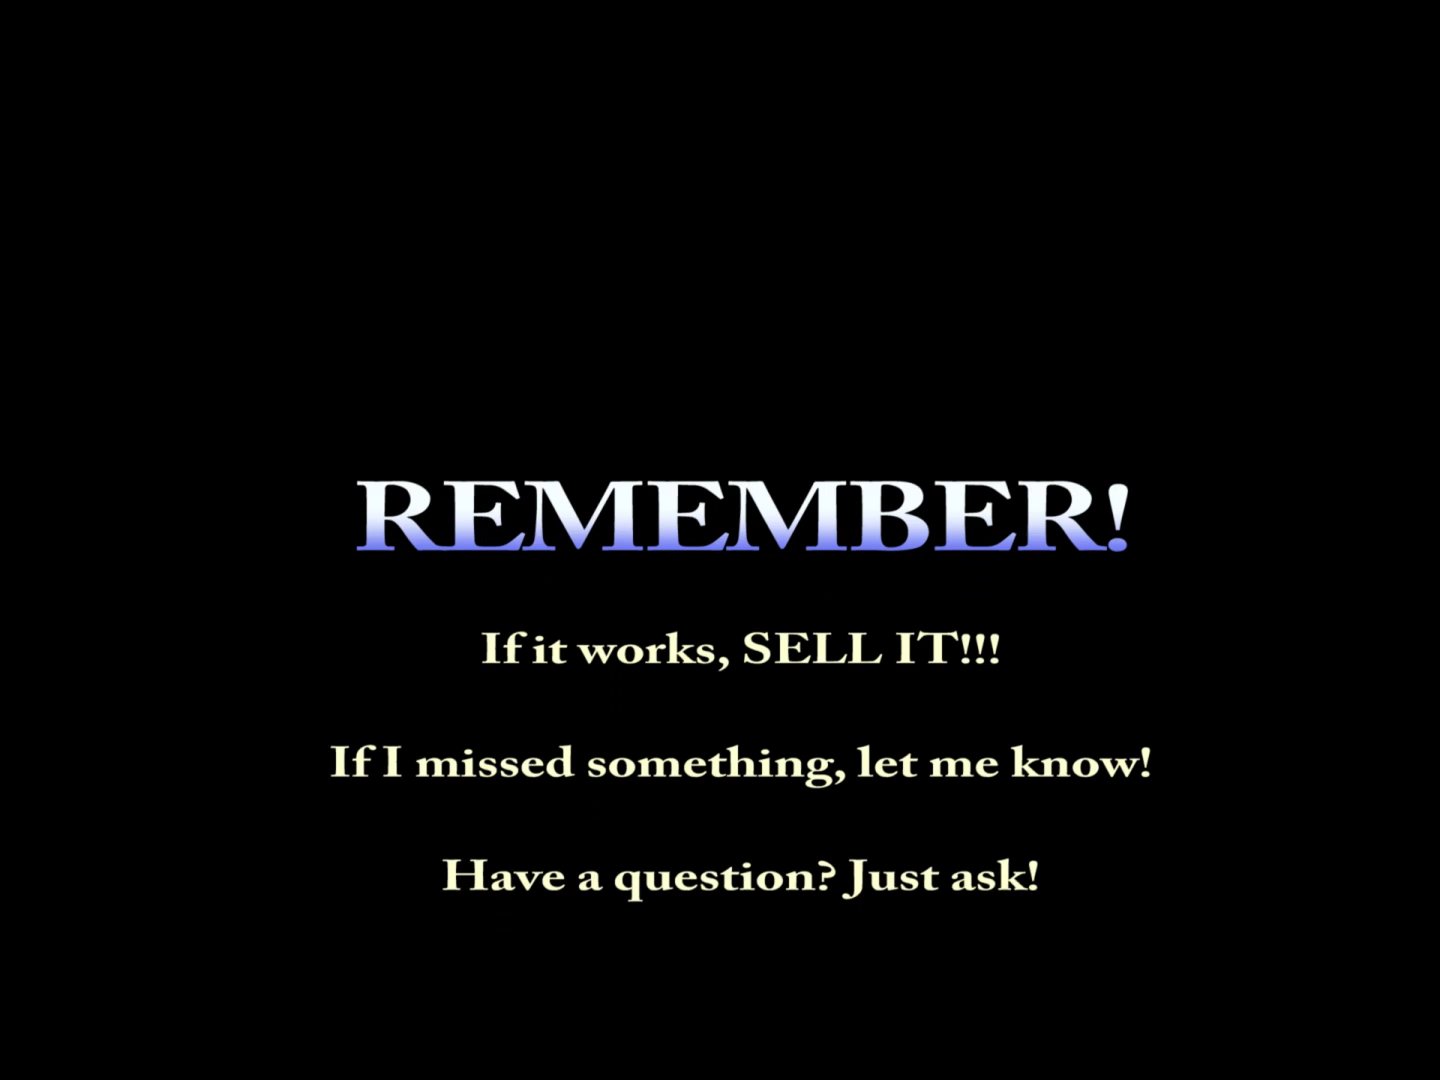 REMEMBER!
If it works, SELL IT!!!
If I missed something, let me know!
Have a question? Just ask!